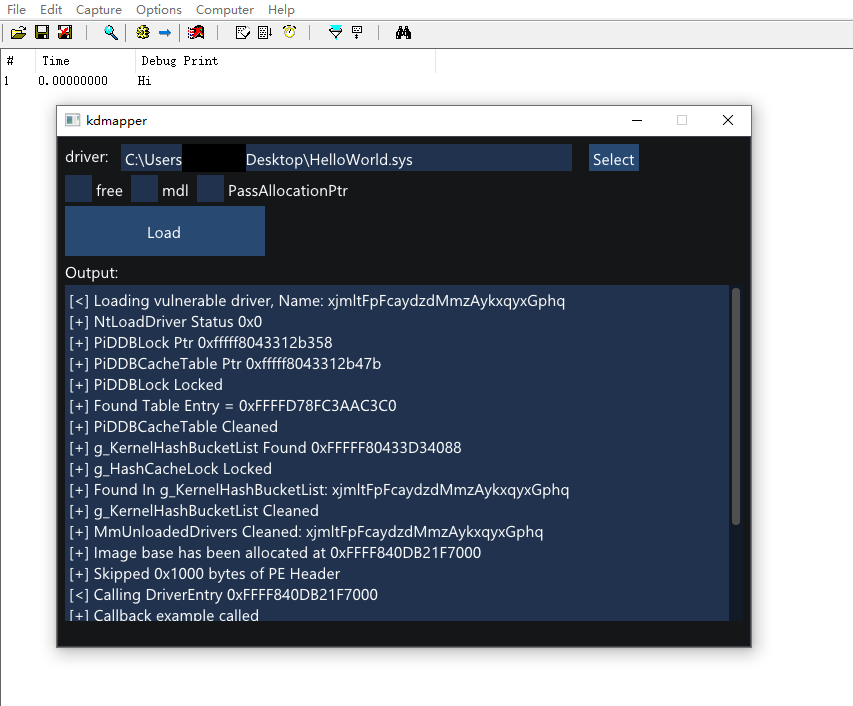 File Edit Capture Options Computer Help
# Time Debug Print
1 0.00000000 Hi
kdmapper
driver: C:\Users Desktop\HelloWorld.sys Select
free mdl PassAllocationPtr
Load
Output:
[<] Loading vulnerable driver, Name: xjmltFpFcaydzdMmzAykxqyxGphq
[+] NtLoadDriver Status 0x0
[+] PiDDBLock Ptr 0xfffff8043312b358
[+] PiDDBCacheTable Ptr 0xfffff8043312b47b
[+] PiDDBLock Locked
[+] Found Table Entry = 0xFFFFD78FC3AAC3C0
[+] PiDDBCacheTable Cleaned
[+] g_KernelHashBucketList Found 0xFFFFF80433D34088
[+] g_HashCacheLock Locked
[+] Found In g_KernelHashBucketList: xjmltFpFcaydzdMmzAykxqyxGphq
[+] g_KernelHashBucketList Cleaned
[+] MmUnloadedDrivers Cleaned: xjmltFpFcaydzdMmzAykxqyxGphq
[+] Image base has been allocated at 0xFFFF840DB21F7000
[+] Skipped 0x1000 bytes of PE Header
[<] Calling DriverEntry 0xFFFF840DB21F7000
[+] Callback example called